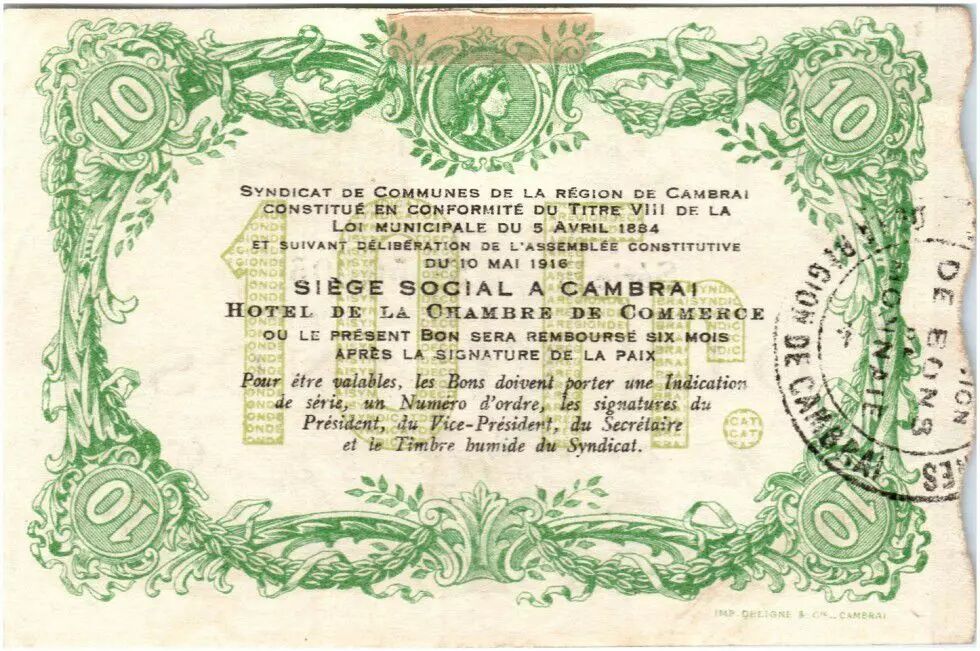 10
10
SYNDICAT DE COMMUNES DE LA RÉGION DE CAMBRAI
CONSTITUÉ EN CONFORMITÉ DU TITRE VIII DE LA
LOI MUNICIPALE DU 5 AVRIL 1884
ET SUIVANT DÉLIBÉRATION DE L'ASSEMBLÉE CONSTITUTIVE
DU 10 MAI 1916
SIÈGE SOCIAL A CAMBRAI
HOTEL DE LA CHAMBRE DE COMMERCE
OU LE PRÉSENT BON SERA REMBOURSÉ SIX MOIS
APRÈS LA SIGNATURE DE LA PAIX
Pour être valables, les Bons doivent porter une Indication
de série, un Numéro d'ordre, les signatures du
Président, du Vice-Président, du Secrétaire
et le Timbre humide du Syndicat.
10 Fr.
RÉGION DE CAMBRAI
DE BONS
10
10
IMP. DELIGNE & Cie., CAMBRAI